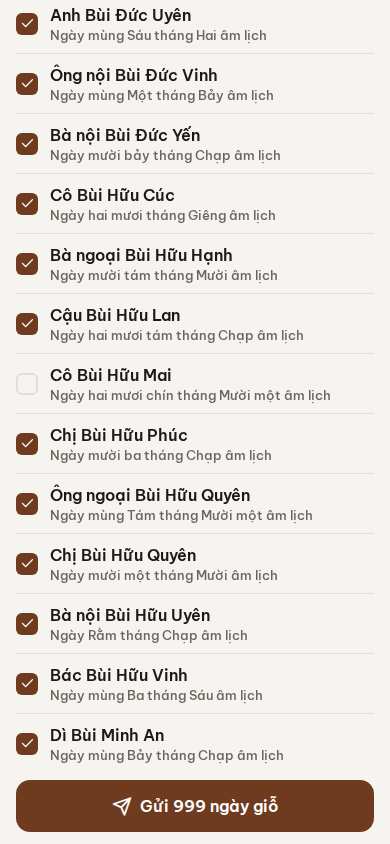 Anh Bùi Đức Uyên
Ngày mùng Sáu tháng Hai âm lịch
Ông nội Bùi Đức Vinh
Ngày mùng Một tháng Bảy âm lịch
Bà nội Bùi Đức Yến
Ngày mười bảy tháng Chạp âm lịch
Cô Bùi Hữu Cúc
Ngày hai mươi tháng Giêng âm lịch
Bà ngoại Bùi Hữu Hạnh
Ngày mười tám tháng Mười âm lịch
Cậu Bùi Hữu Lan
Ngày hai mươi tám tháng Chạp âm lịch
Cô Bùi Hữu Mai
Ngày hai mươi chín tháng Mười một âm lịch
Chị Bùi Hữu Phúc
Ngày mười ba tháng Chạp âm lịch
Ông ngoại Bùi Hữu Quyên
Ngày mùng Tám tháng Mười một âm lịch
Chị Bùi Hữu Quyên
Ngày mười một tháng Mười âm lịch
Bà nội Bùi Hữu Uyên
Ngày Rằm tháng Chạp âm lịch
Bác Bùi Hữu Vinh
Ngày mùng Ba tháng Sáu âm lịch
Dì Bùi Minh An
Ngày mùng Bảy tháng Chạp âm lịch
Gửi 999 ngày giỗ